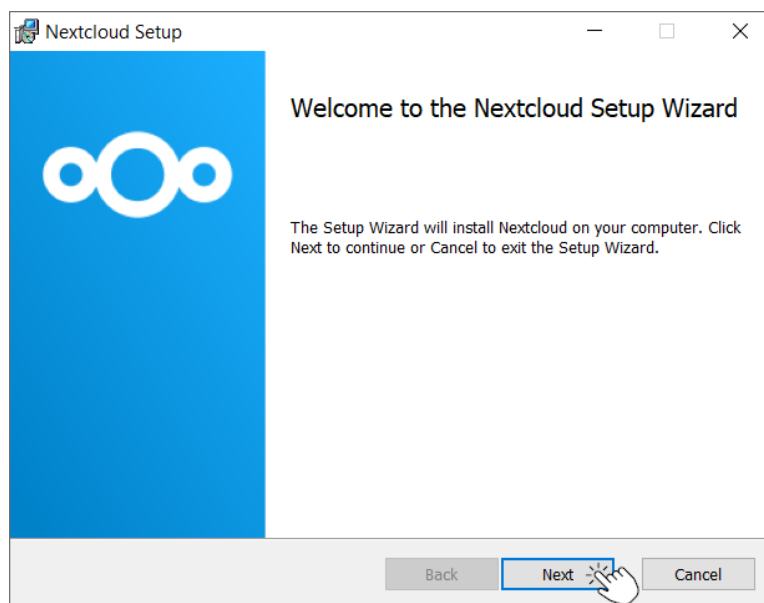 Nextcloud Setup
Welcome to the Nextcloud Setup Wizard
The Setup Wizard will install Nextcloud on your computer. Click
Next to continue or Cancel to exit the Setup Wizard.
Back
Next
Cancel